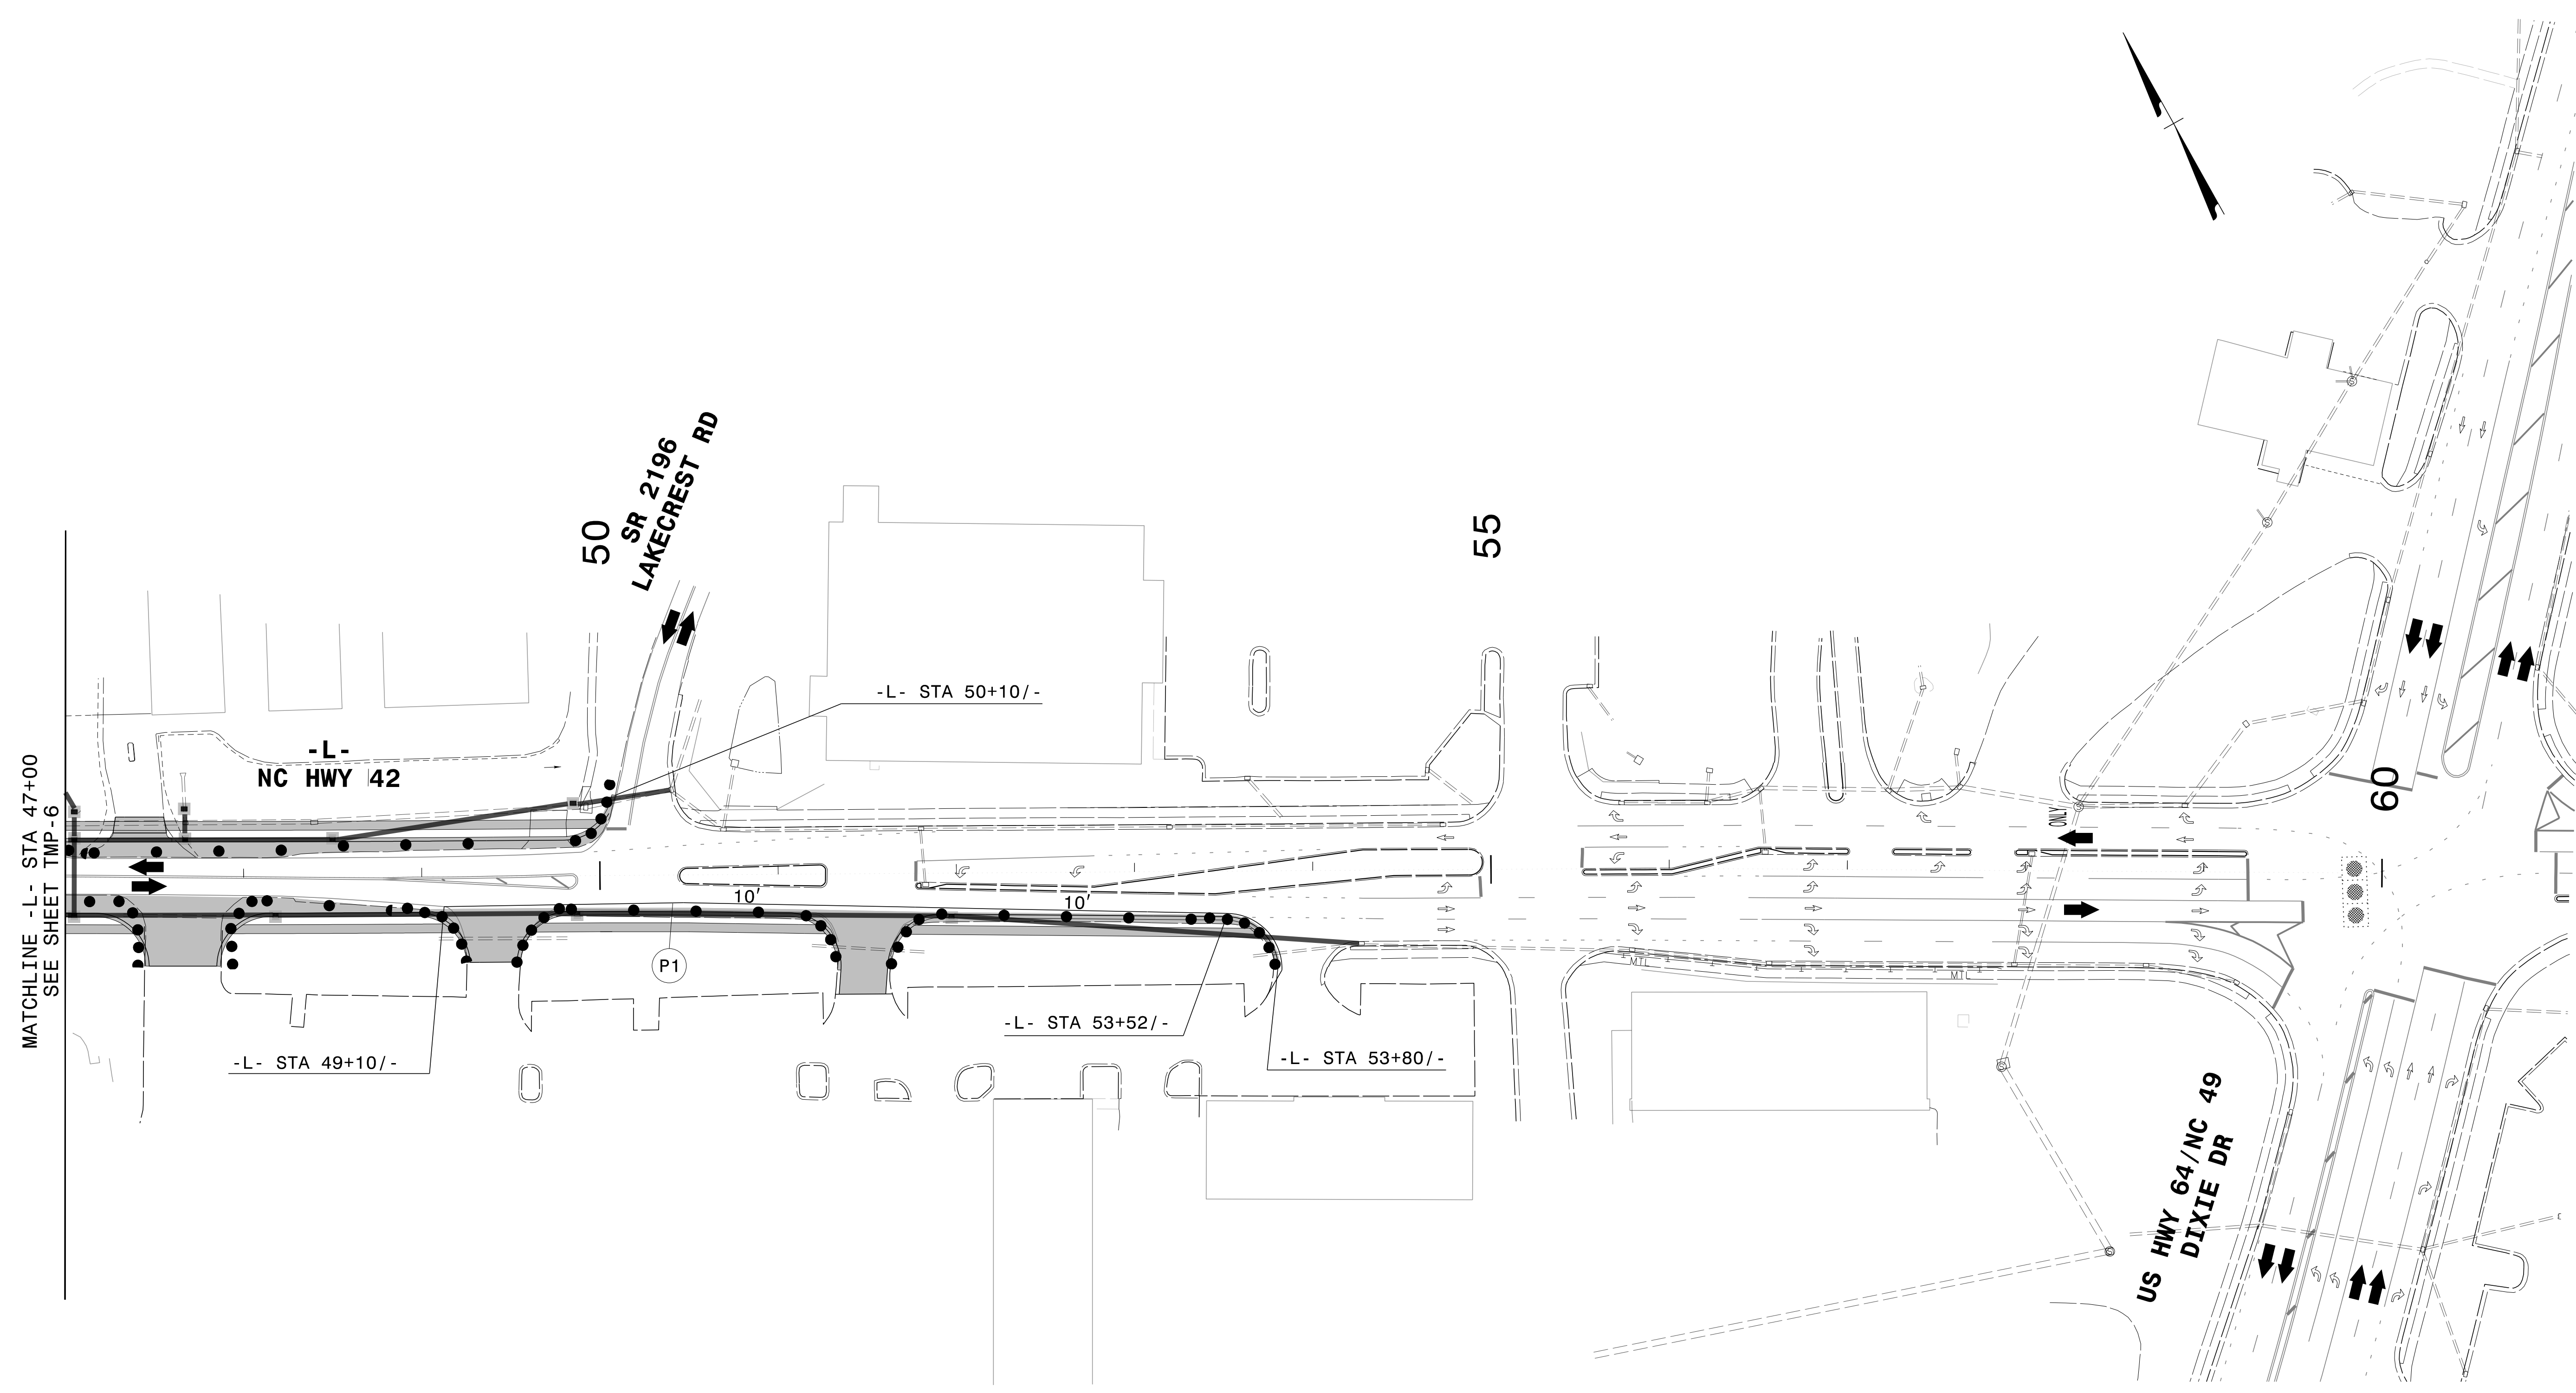 SR 2196
LAKECREST RD
50
55
-L- STA 50+10/-
-L-
NC HWY 42
MATCHLINE -L- STA 47+00
SEE SHEET TMP-6
60
ONLY
10'
10'
P1
MTL
MTL
-L- STA 53+52/-
-L- STA 49+10/-
-L- STA 53+80/-
US HWY 64/NC 49
DIXIE DR
S
S
S
S
S